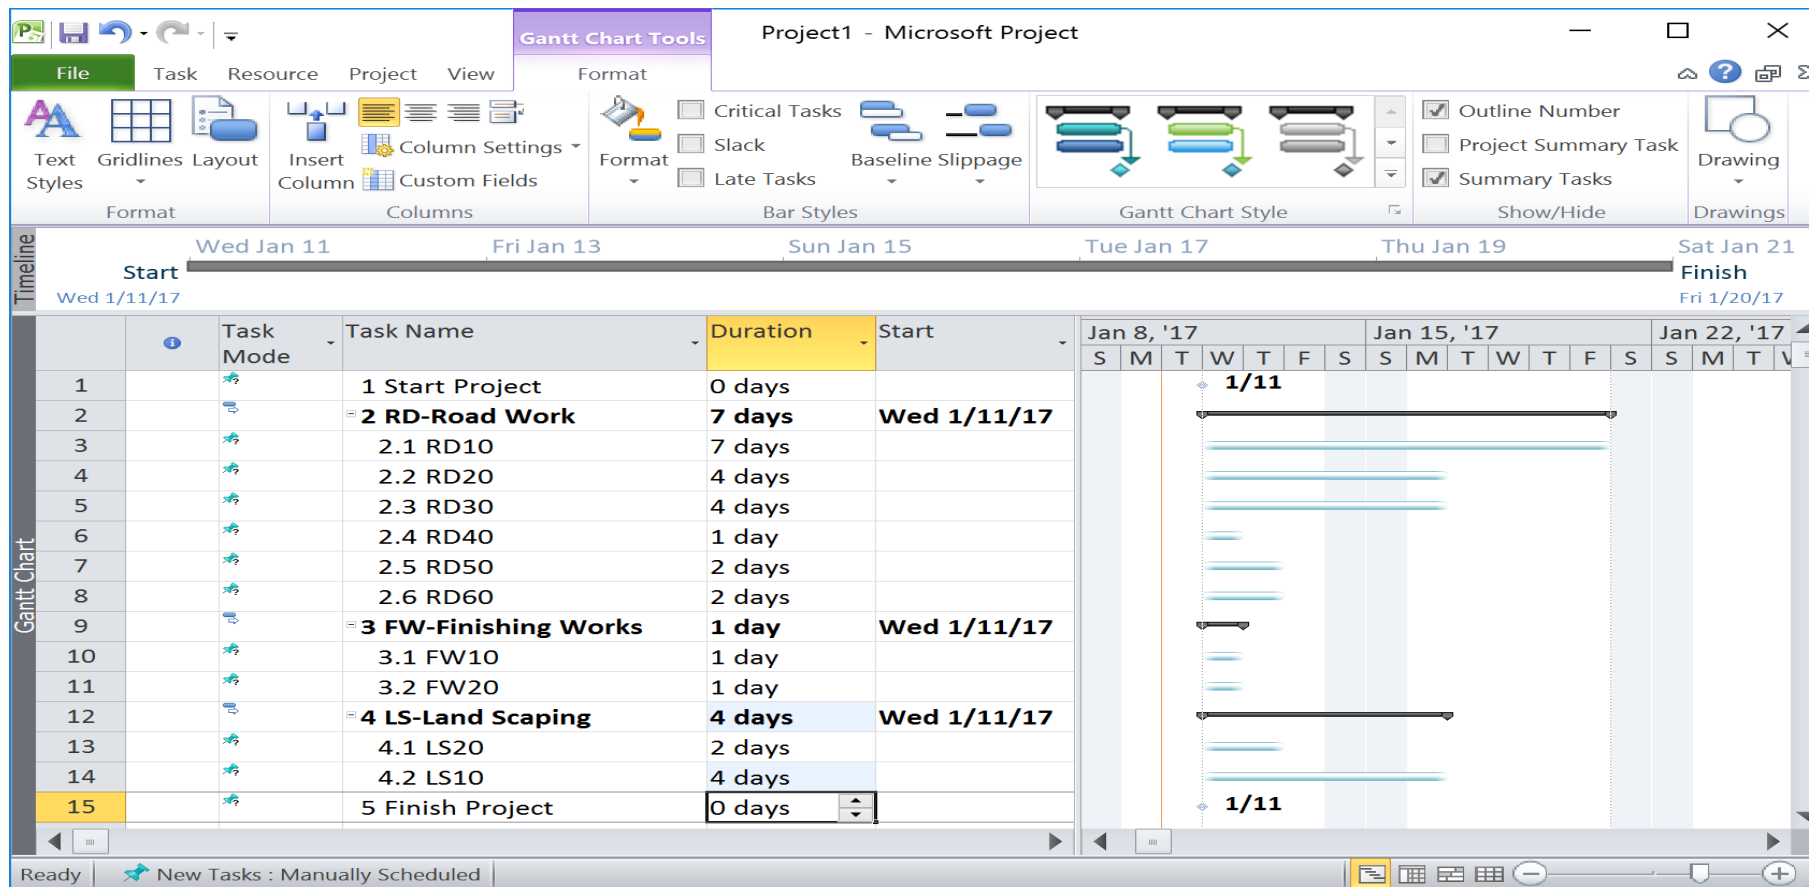 Gantt Chart Tools
Project1 - Microsoft Project
File Task Resource Project View Format
Text Styles
Gridlines
Layout
Format
Insert Column
Column Settings
Custom Fields
Columns
Format
Critical Tasks
Slack
Late Tasks
Baseline
Slippage
Bar Styles
Gantt Chart Style
Outline Number
Project Summary Task
Summary Tasks
Show/Hide
Drawing
Drawings
Timeline
Wed Jan 11 Fri Jan 13 Sun Jan 15 Tue Jan 17 Thu Jan 19 Sat Jan 21
Start
Wed 1/11/17
Finish
Fri 1/20/17
Gantt Chart
Task Mode Task Name Duration Start
Jan 8, '17 Jan 15, '17 Jan 22, '17
S M T W T F S S M T W T F S S M T
1 1 Start Project 0 days 1/11
2 2 RD-Road Work 7 days Wed 1/11/17
3 2.1 RD10 7 days
4 2.2 RD20 4 days
5 2.3 RD30 4 days
6 2.4 RD40 1 day
7 2.5 RD50 2 days
8 2.6 RD60 2 days
9 3 FW-Finishing Works 1 day Wed 1/11/17
10 3.1 FW10 1 day
11 3.2 FW20 1 day
12 4 LS-Land Scaping 4 days Wed 1/11/17
13 4.1 LS20 2 days
14 4.2 LS10 4 days
15 5 Finish Project 0 days 1/11
Ready New Tasks : Manually Scheduled